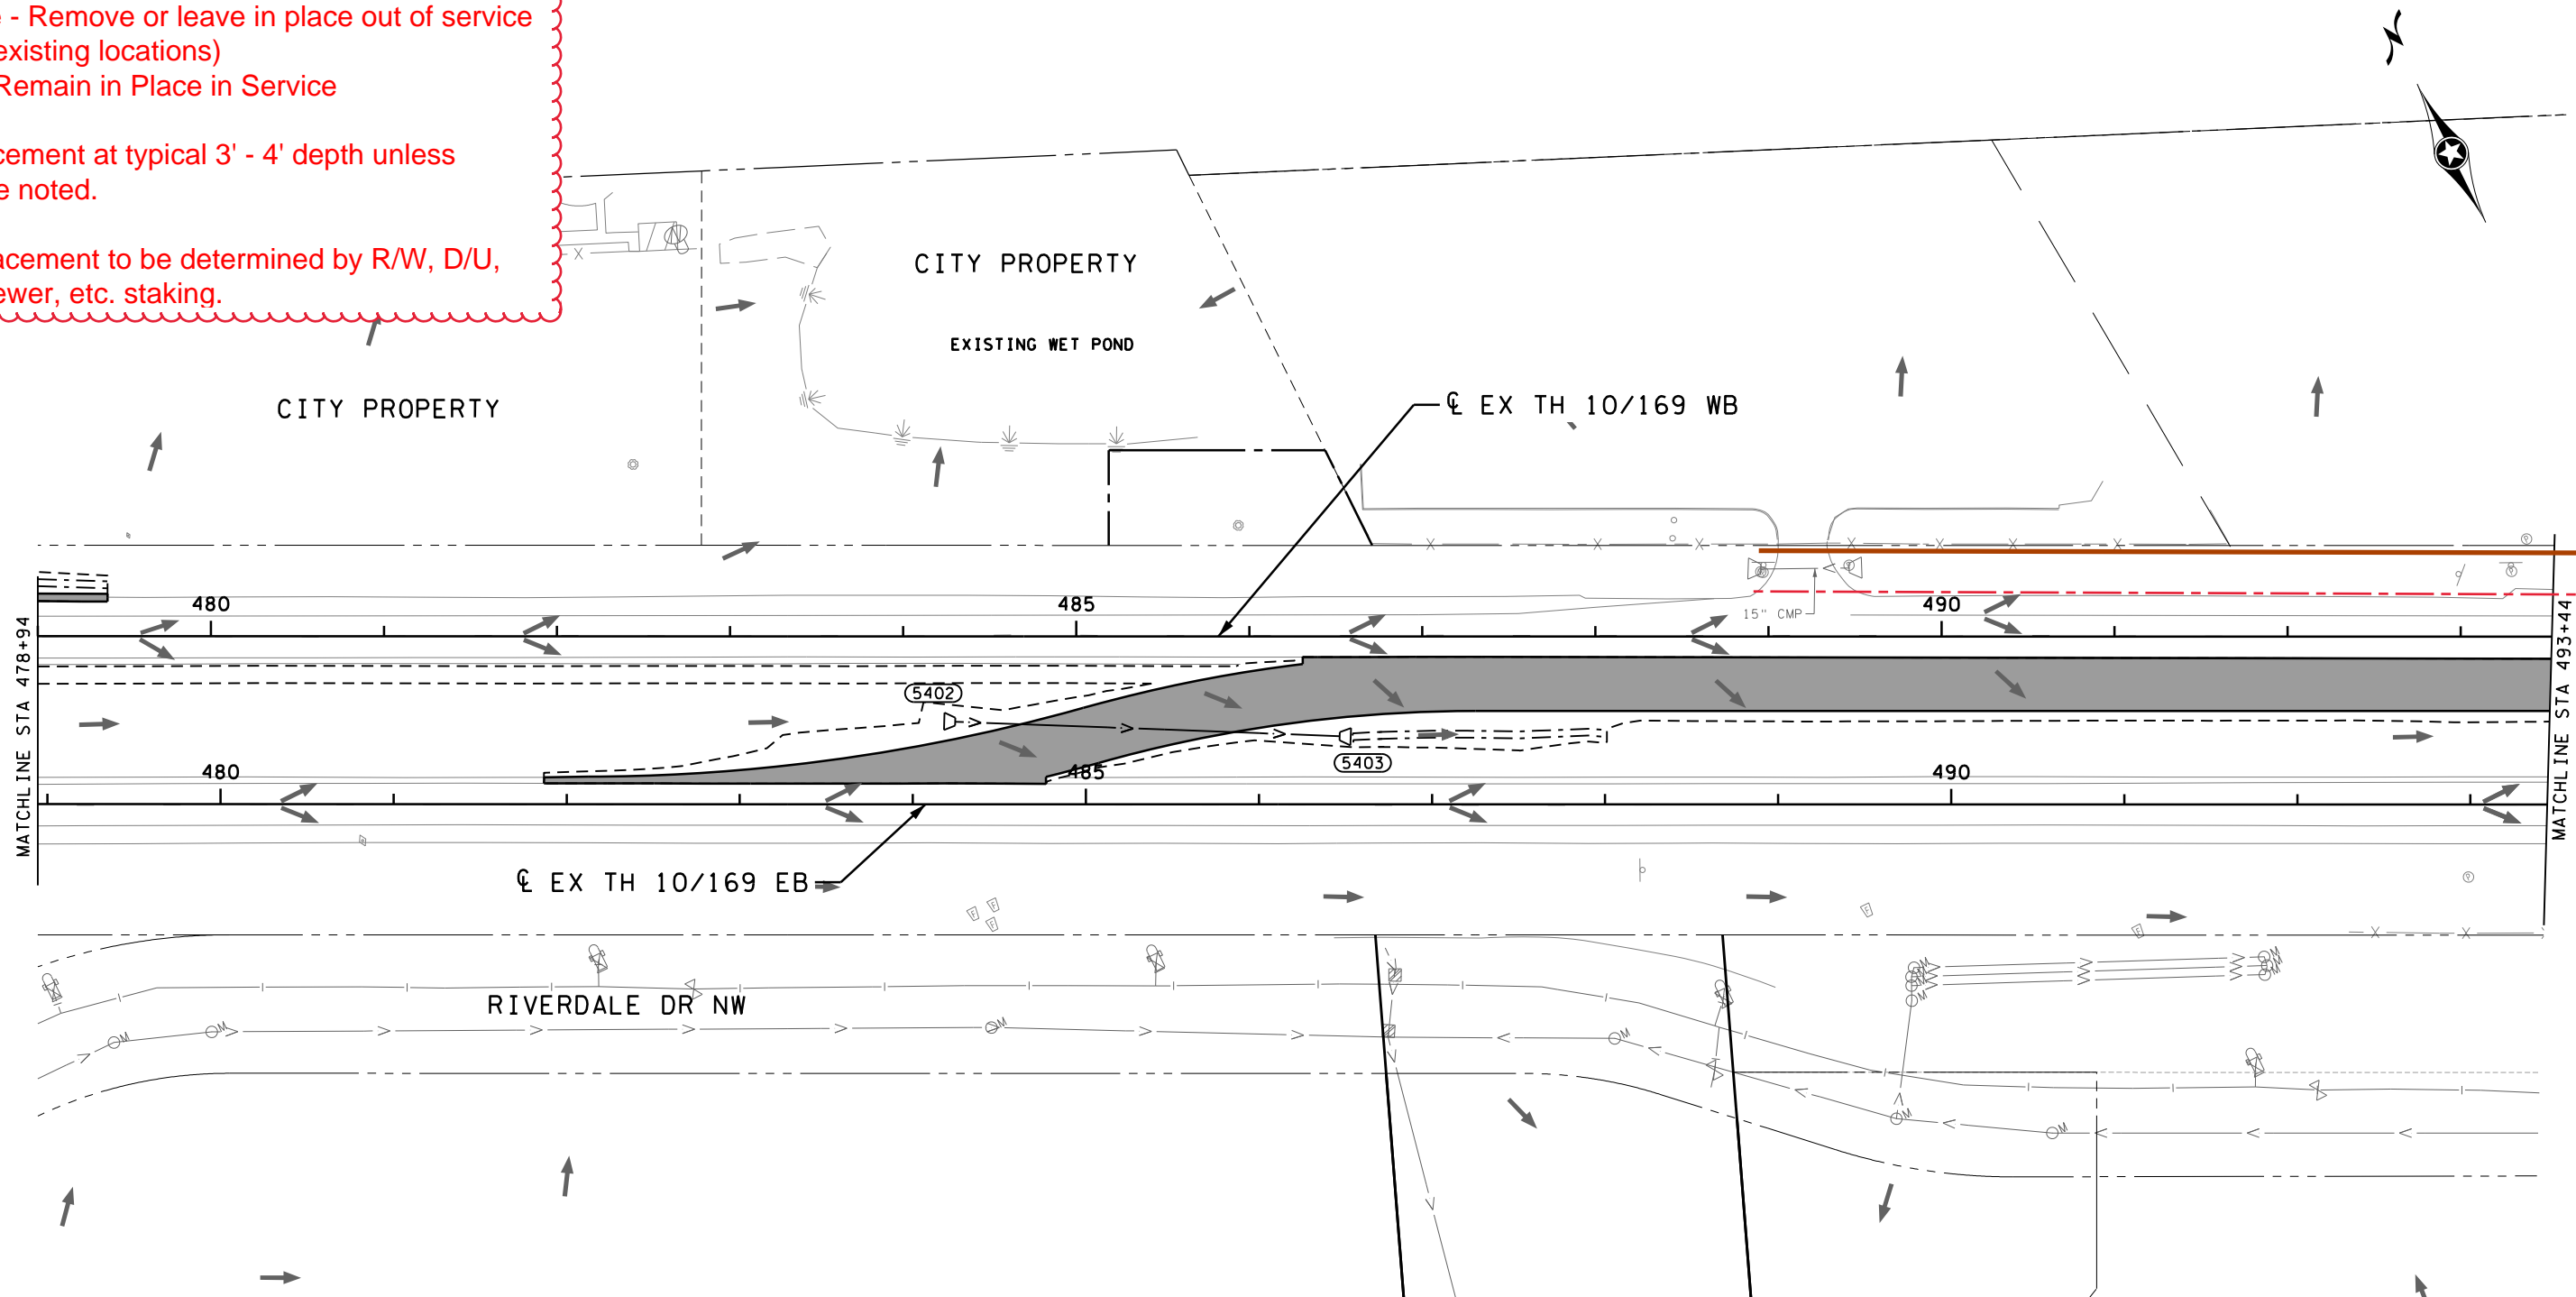 e - Remove or leave in place out of service
existing locations)
Remain in Place in Service
cement at typical 3' - 4' depth unless
e noted.
acement to be determined by R/W, D/U,
ewer, etc. staking.
CITY PROPERTY
EXISTING WET POND
CITY PROPERTY
℄ EX TH 10/169 WB
480
485
490
15" CMP
MATCHLINE STA 478+94
MATCHLINE STA 493+44
5402
5403
480
485
490
℄ EX TH 10/169 EB
RIVERDALE DR NW